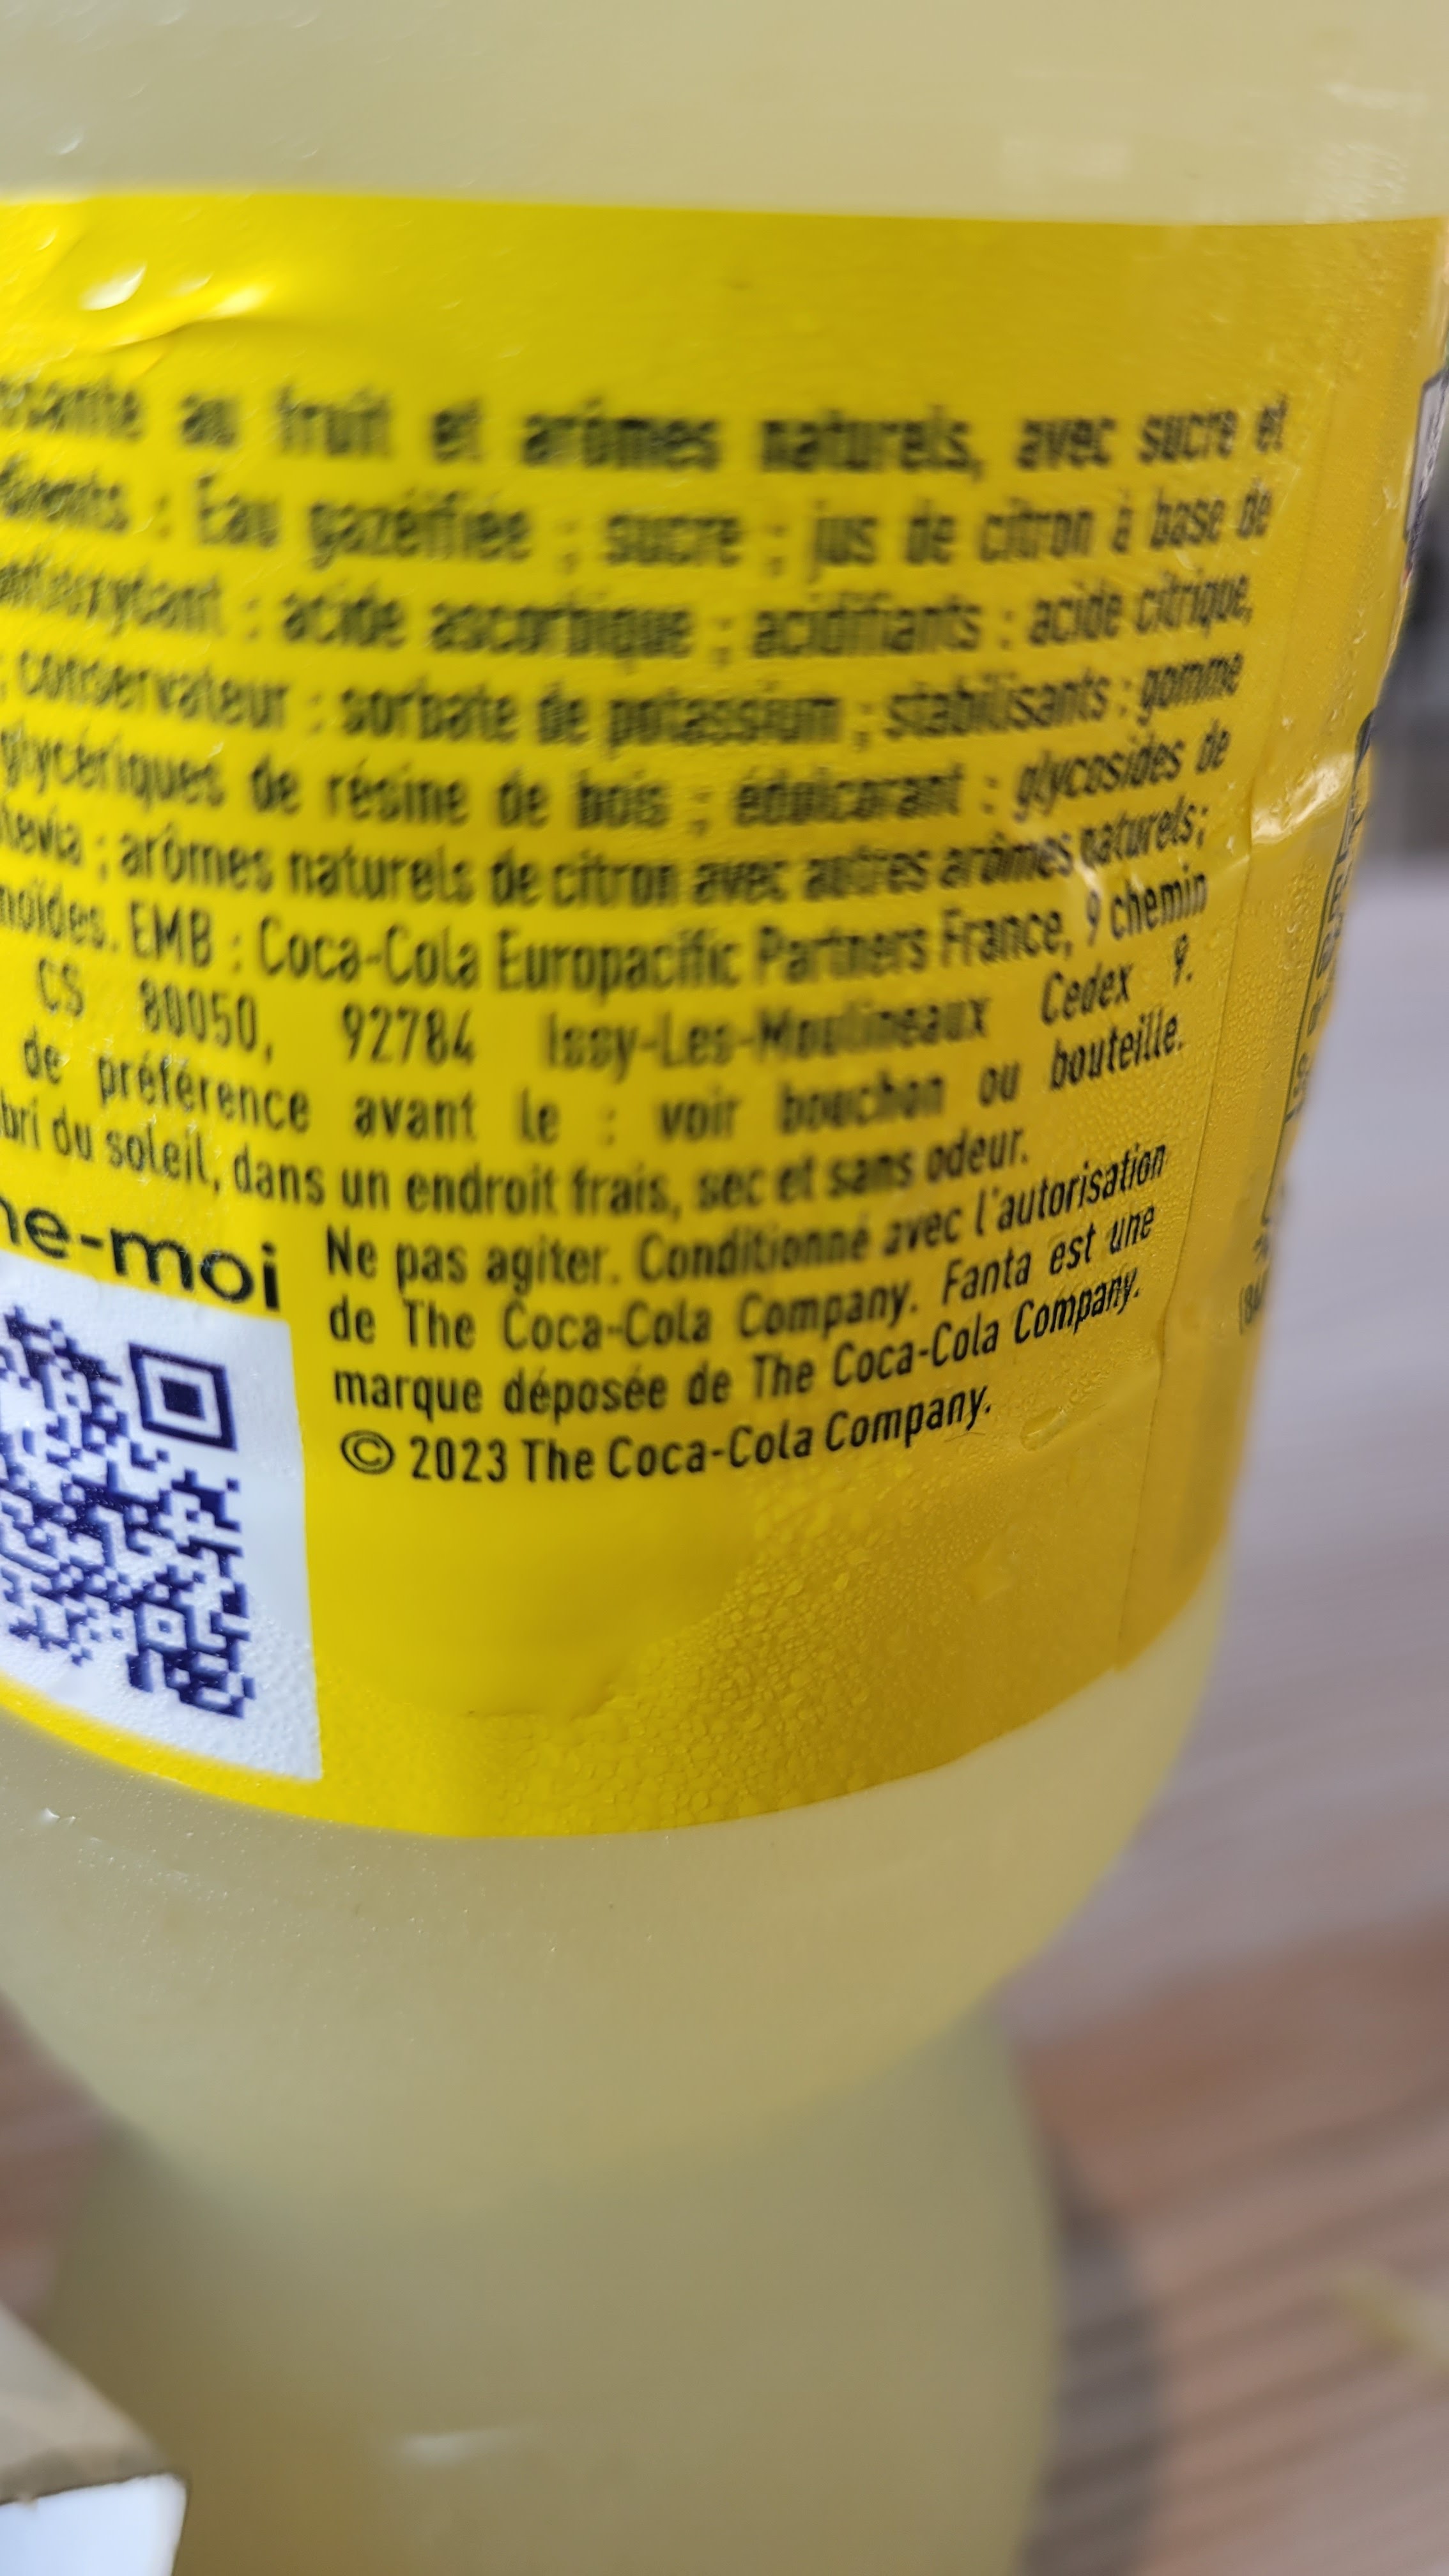 au fruit et arômes naturels, avec sucre et
: Eau gazéifiée ; sucre ; jus de citron à base de
: acide ascorbique ; acidifiants : acide citrique,
; conservateur : sorbate de potassium ; stabilisants : gomme
glycériques de résine de bois ; édulcorant : glycosides de
; arômes naturels de citron avec autres arômes naturels;
EMB : Coca-Cola Europacific Partners France, 9 chemin
CS 80050, 92784 Issy-Les-Moulineaux Cedex 9.
de préférence avant le : voir bouchon ou bouteille.
du soleil, dans un endroit frais, sec et sans odeur.
-moi
Ne pas agiter. Conditionné avec l'autorisation
de The Coca-Cola Company. Fanta est une
marque déposée de The Coca-Cola Company.
© 2023 The Coca-Cola Company.